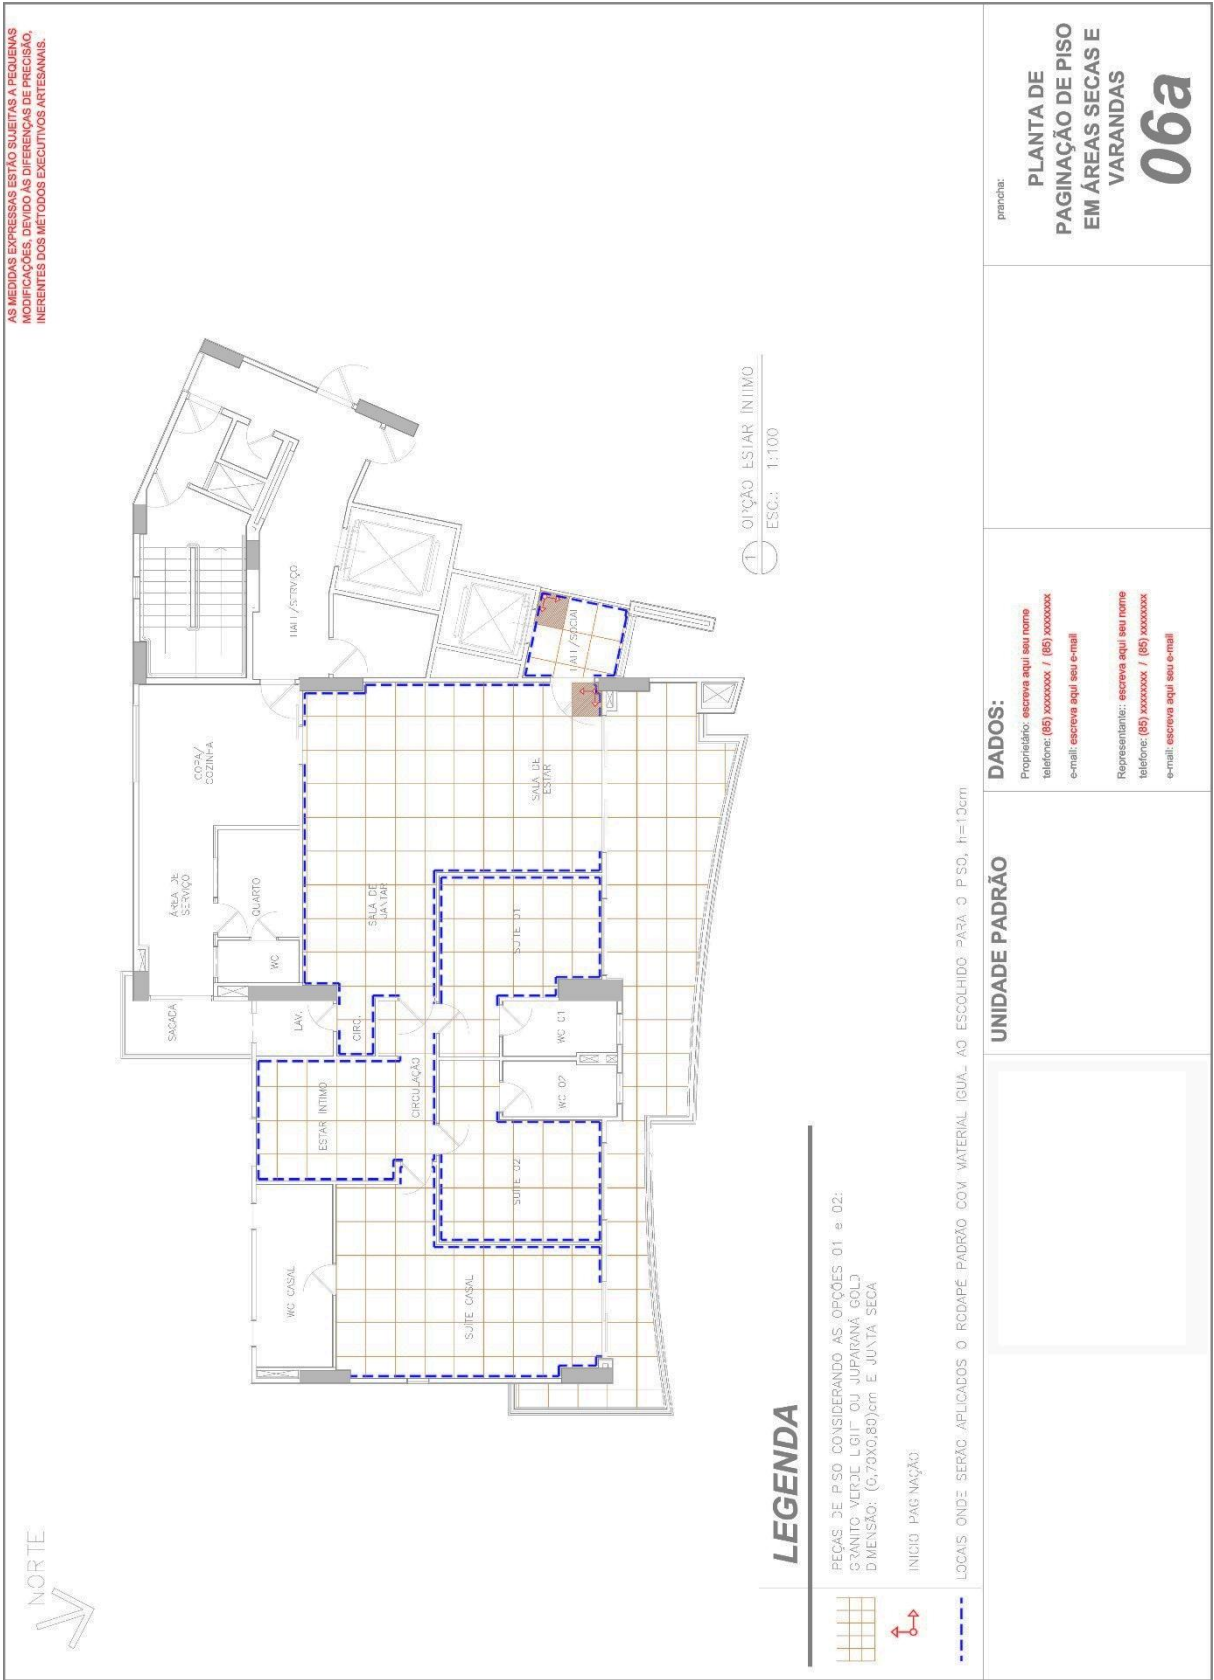 AS MEDIDAS EXPRESSAS ESTÃO SUJEITAS A PEQUENAS
MODIFICAÇÕES, DEVIDO ÀS DIFERENÇAS DE PRECISÃO,
INERENTES DOS MÉTODOS EXECUTIVOS ARTESANAIS.
NORTE
SACADA
ÁREA DE
SERVIÇO
COPA/
COZINHA
QUARTO
WC
LAV.
HALL/SERVIÇO
WC CASAL
ESTAR INTIMO
CIRC.
CIRCULAÇÃO
SALA DE
JANTAR
SALA DE
ESTAR
HALL/SOCIAL
SUÍTE CASAL
SUITE 02
WC 02
WC 01
SUITE 01
1
OPÇÃO ESTAR ÍNTIMO
ESC.: 1:100
LEGENDA
PEÇAS DE PISO CONSIDERANDO AS OPÇÕES 01 e 02:
GRANITO VERDE LIGHT OU JUPARANÁ GOLD
DIMENSÃO: (0,70X0,80)cm E JUNTA SECA
INICIO PAGINAÇÃO
LOCAIS ONDE SERÃO APLICADOS O RODAPÉ PADRÃO COM MATERIAL IGUAL AO ESCOLHIDO PARA O PISO, h=10cm
UNIDADE PADRÃO
DADOS:
Proprietário: escreva aqui seu nome
telefone: (85) xxxxxxxx / (85) xxxxxxxx
e-mail: escreva aqui seu e-mail
Representante:: escreva aqui seu nome
telefone: (85) xxxxxxxx / (85) xxxxxxxx
e-mail: escreva aqui seu e-mail
prancha:
PLANTA DE
PAGINAÇÃO DE PISO
EM ÁREAS SECAS E
VARANDAS
06a